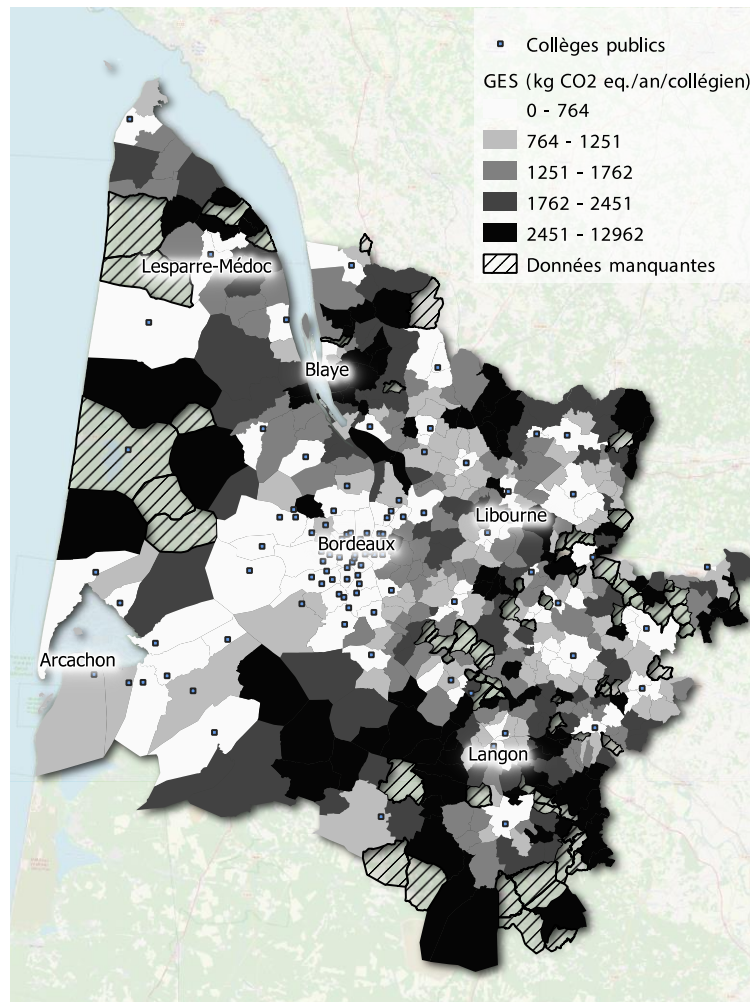 Collèges publics
GES (kg CO2 eq./an/collégien)
0 - 764
764 - 1251
1251 - 1762
1762 - 2451
2451 - 12962
Données manquantes
Lesparre-Médoc
Blaye
Libourne
Bordeaux
Arcachon
Langon